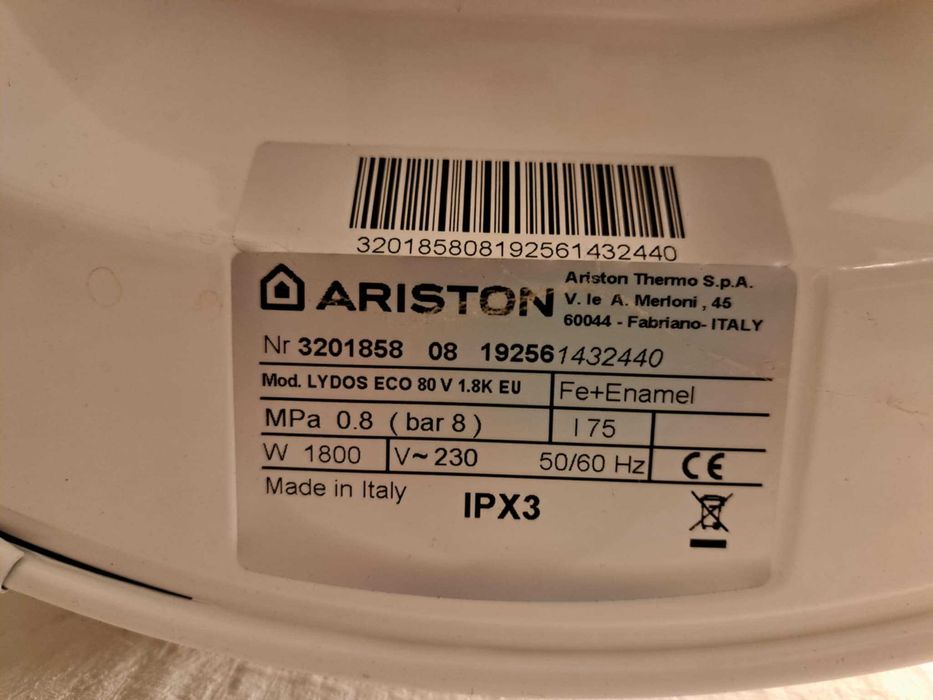 320185808192561432440
ARISTON
Ariston Thermo S.p.A.
V. le A. Merloni , 45
60044 - Fabriano- ITALY
Nr 3201858 08 192561432440
Mod. LYDOS ECO 80 V 1.8K EU
Fe+Enamel
MPa 0.8 ( bar 8 )
l 75
W 1800
V~ 230 50/60 Hz
CE
Made in Italy
IPX3